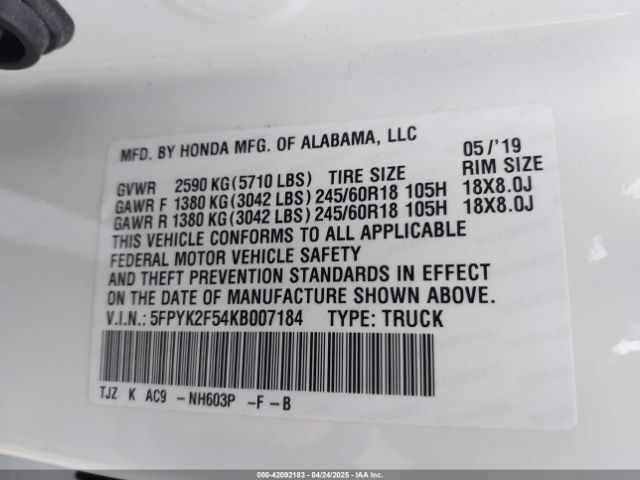 MFD. BY HONDA MFG. OF ALABAMA, LLC 05/'19
GVWR 2590 KG(5710 LBS) TIRE SIZE RIM SIZE
GAWR F 1380 KG(3042 LBS)245/60R18 105H 18X8.0J
GAWR R 1380 KG(3042 LBS)245/60R18 105H 18X8.0J
THIS VEHICLE CONFORMS TO ALL APPLICABLE
FEDERAL MOTOR VEHICLE SAFETY
AND THEFT PREVENTION STANDARDS IN EFFECT
ON THE DATE OF MANUFACTURE SHOWN ABOVE.
V.I.N.: 5FPYK2F54KB007184 TYPE: TRUCK
TJZ K AC9 -NH603P -F-B
000-42092183 - 04/24/2025 - IAAI.COM